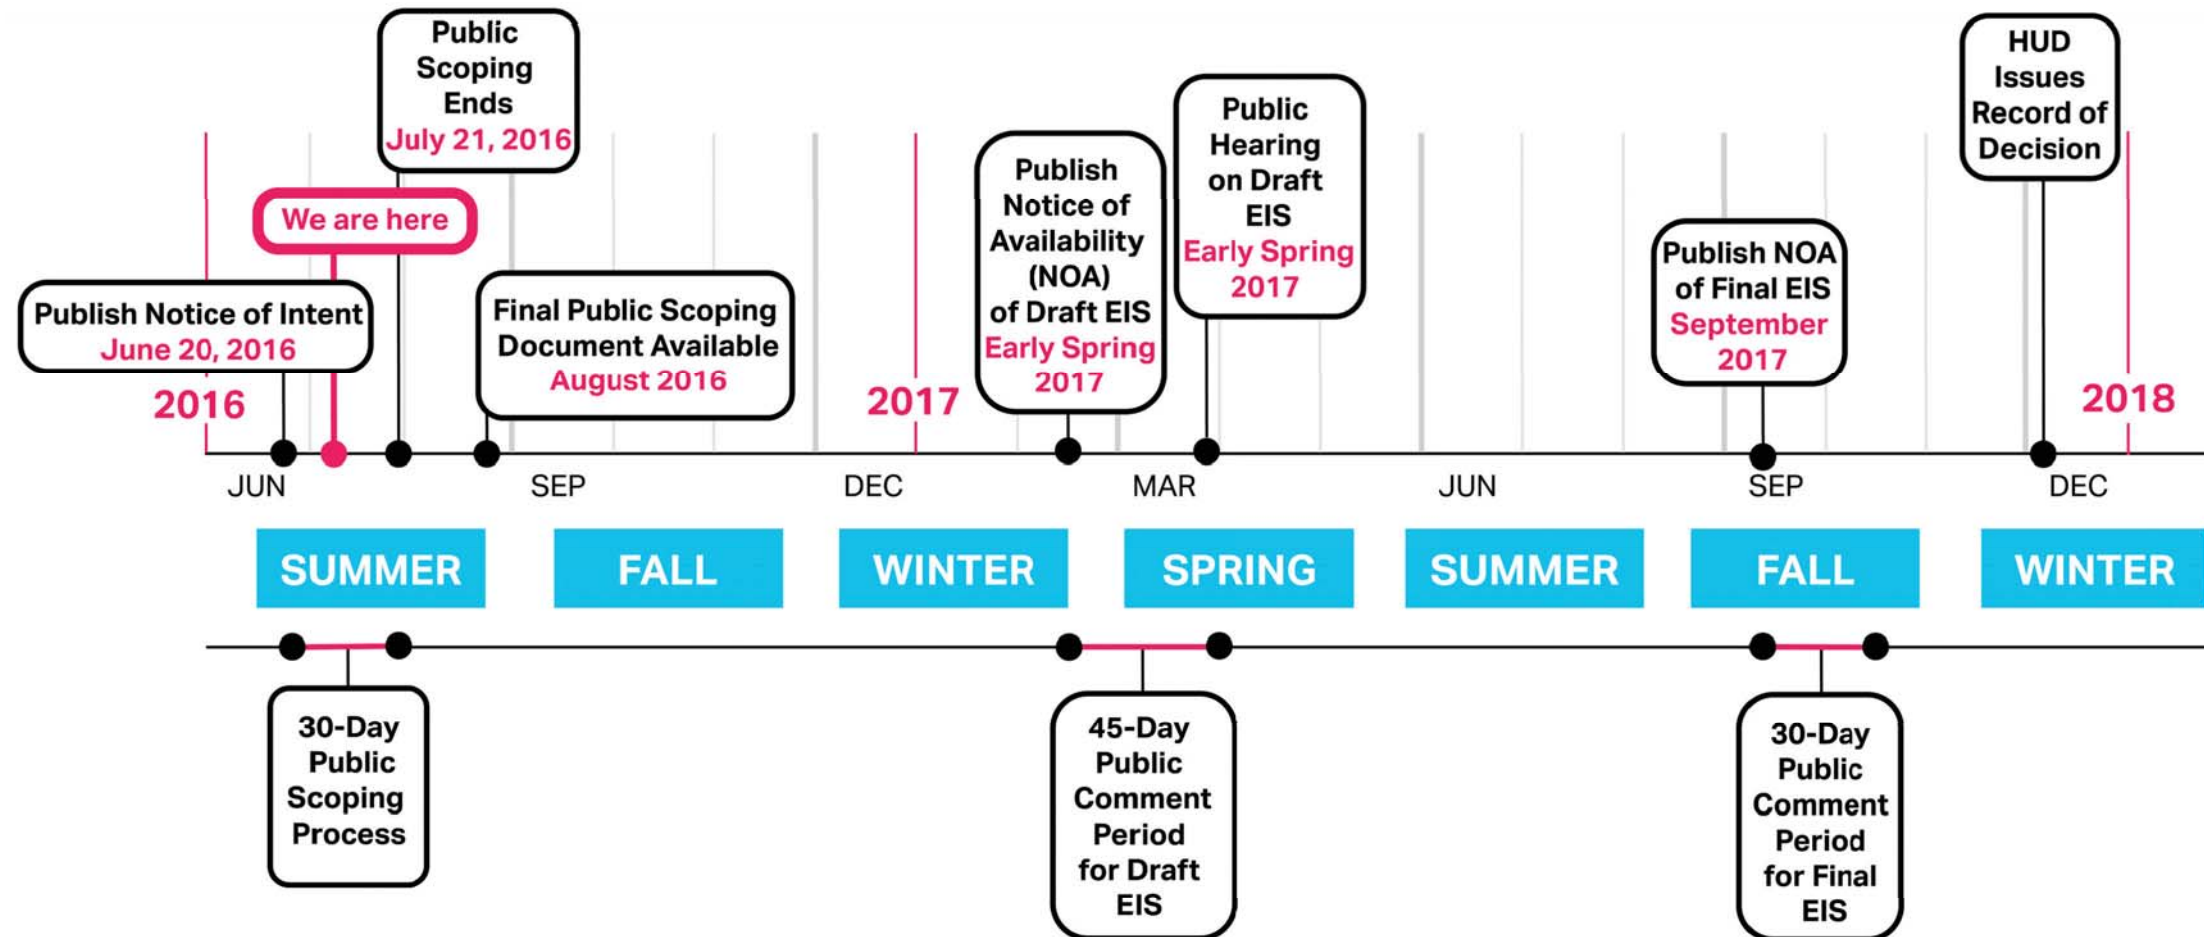 Public
Scoping
Ends
July 21, 2016
HUD
Issues
Record of
Decision
Public
Hearing
on Draft
EIS
Early Spring
2017
Publish
Notice of
Availability
(NOA)
of Draft EIS
Early Spring
2017
We are here
Publish NOA
of Final EIS
September
2017
Publish Notice of Intent
June 20, 2016
Final Public Scoping
Document Available
August 2016
2016
2017
2018
JUN
SEP
DEC
MAR
JUN
SEP
DEC
SUMMER
FALL
WINTER
SPRING
SUMMER
FALL
WINTER
30-Day
Public
Scoping
Process
45-Day
Public
Comment
Period
for Draft
EIS
30-Day
Public
Comment
Period
for Final
EIS